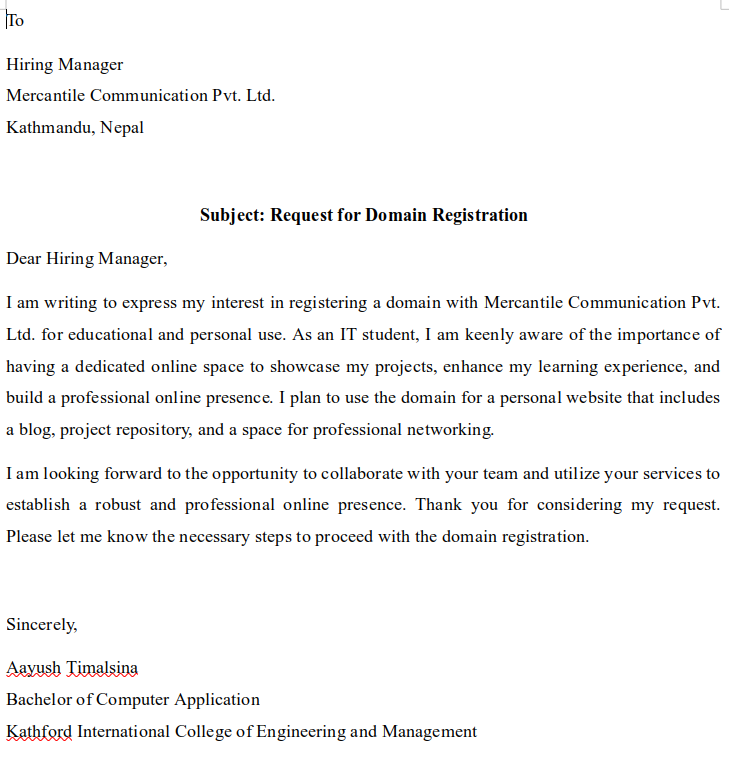 To
Hiring Manager
Mercantile Communication Pvt. Ltd.
Kathmandu, Nepal
Subject: Request for Domain Registration
Dear Hiring Manager,
I am writing to express my interest in registering a domain with Mercantile Communication Pvt.
Ltd. for educational and personal use. As an IT student, I am keenly aware of the importance of
having a dedicated online space to showcase my projects, enhance my learning experience, and
build a professional online presence. I plan to use the domain for a personal website that includes
a blog, project repository, and a space for professional networking.
I am looking forward to the opportunity to collaborate with your team and utilize your services to
establish a robust and professional online presence. Thank you for considering my request.
Please let me know the necessary steps to proceed with the domain registration.
Sincerely,
Aayush Timalsina
Bachelor of Computer Application
Kathford International College of Engineering and Management